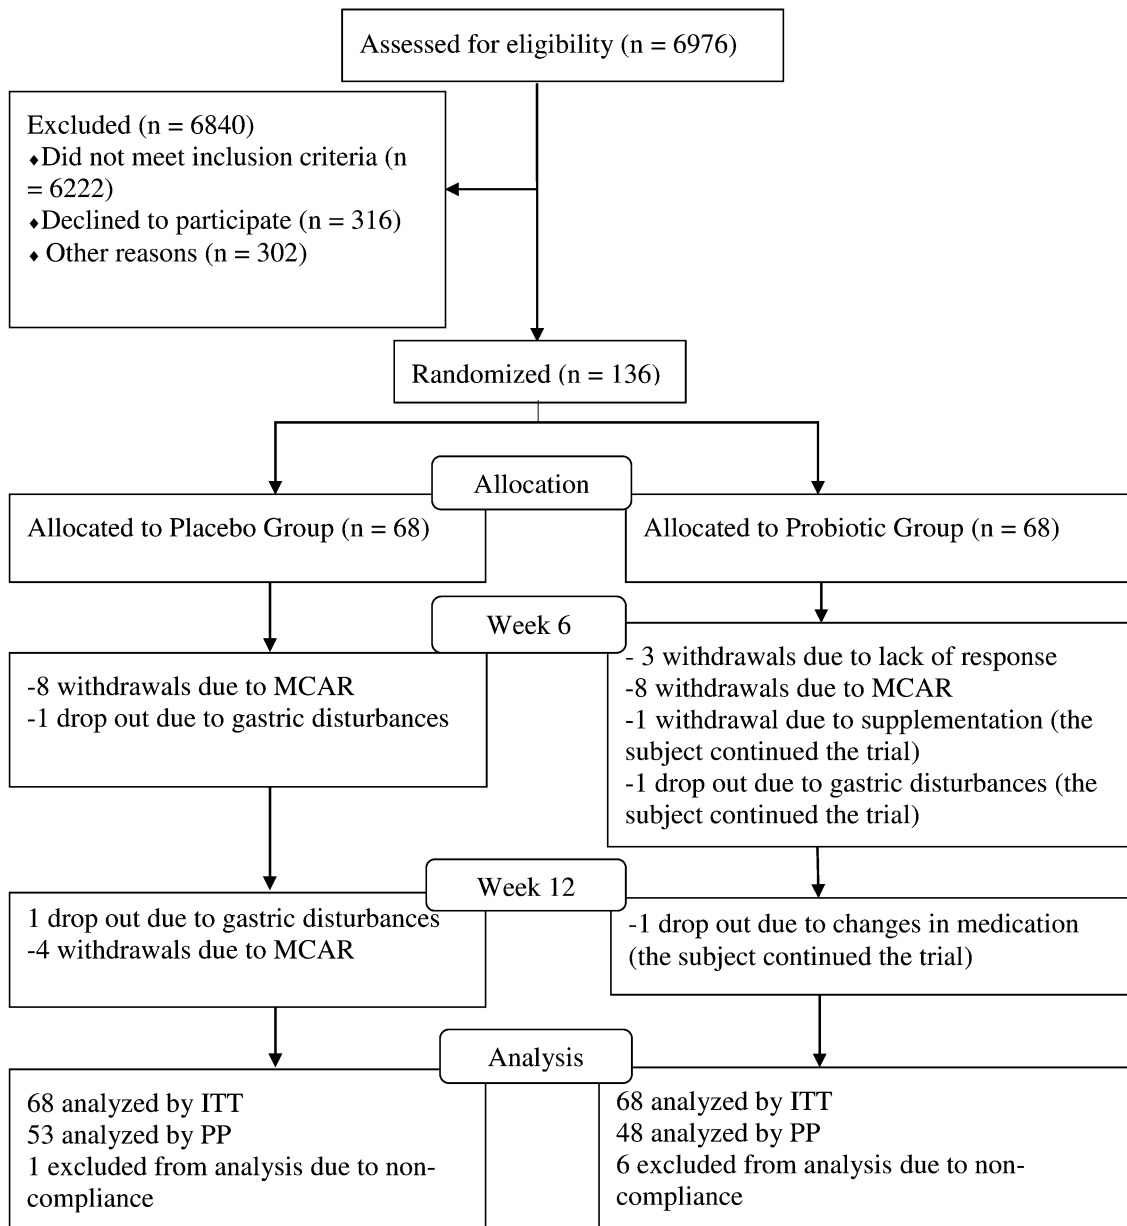 Assessed for eligibility (n = 6976)
Excluded (n = 6840)
⬧Did not meet inclusion criteria (n
= 6222)
⬧Declined to participate (n = 316)
⬧ Other reasons (n = 302)
Randomized (n = 136)
Allocation
Allocated to Placebo Group (n = 68)
Allocated to Probiotic Group (n = 68)
Week 6
-8 withdrawals due to MCAR
-1 drop out due to gastric disturbances
- 3 withdrawals due to lack of response
-8 withdrawals due to MCAR
-1 withdrawal due to supplementation (the
subject continued the trial)
-1 drop out due to gastric disturbances (the
subject continued the trial)
Week 12
1 drop out due to gastric disturbances
-4 withdrawals due to MCAR
-1 drop out due to changes in medication
(the subject continued the trial)
Analysis
68 analyzed by ITT
53 analyzed by PP
1 excluded from analysis due to non-
compliance
68 analyzed by ITT
48 analyzed by PP
6 excluded from analysis due to non-
compliance